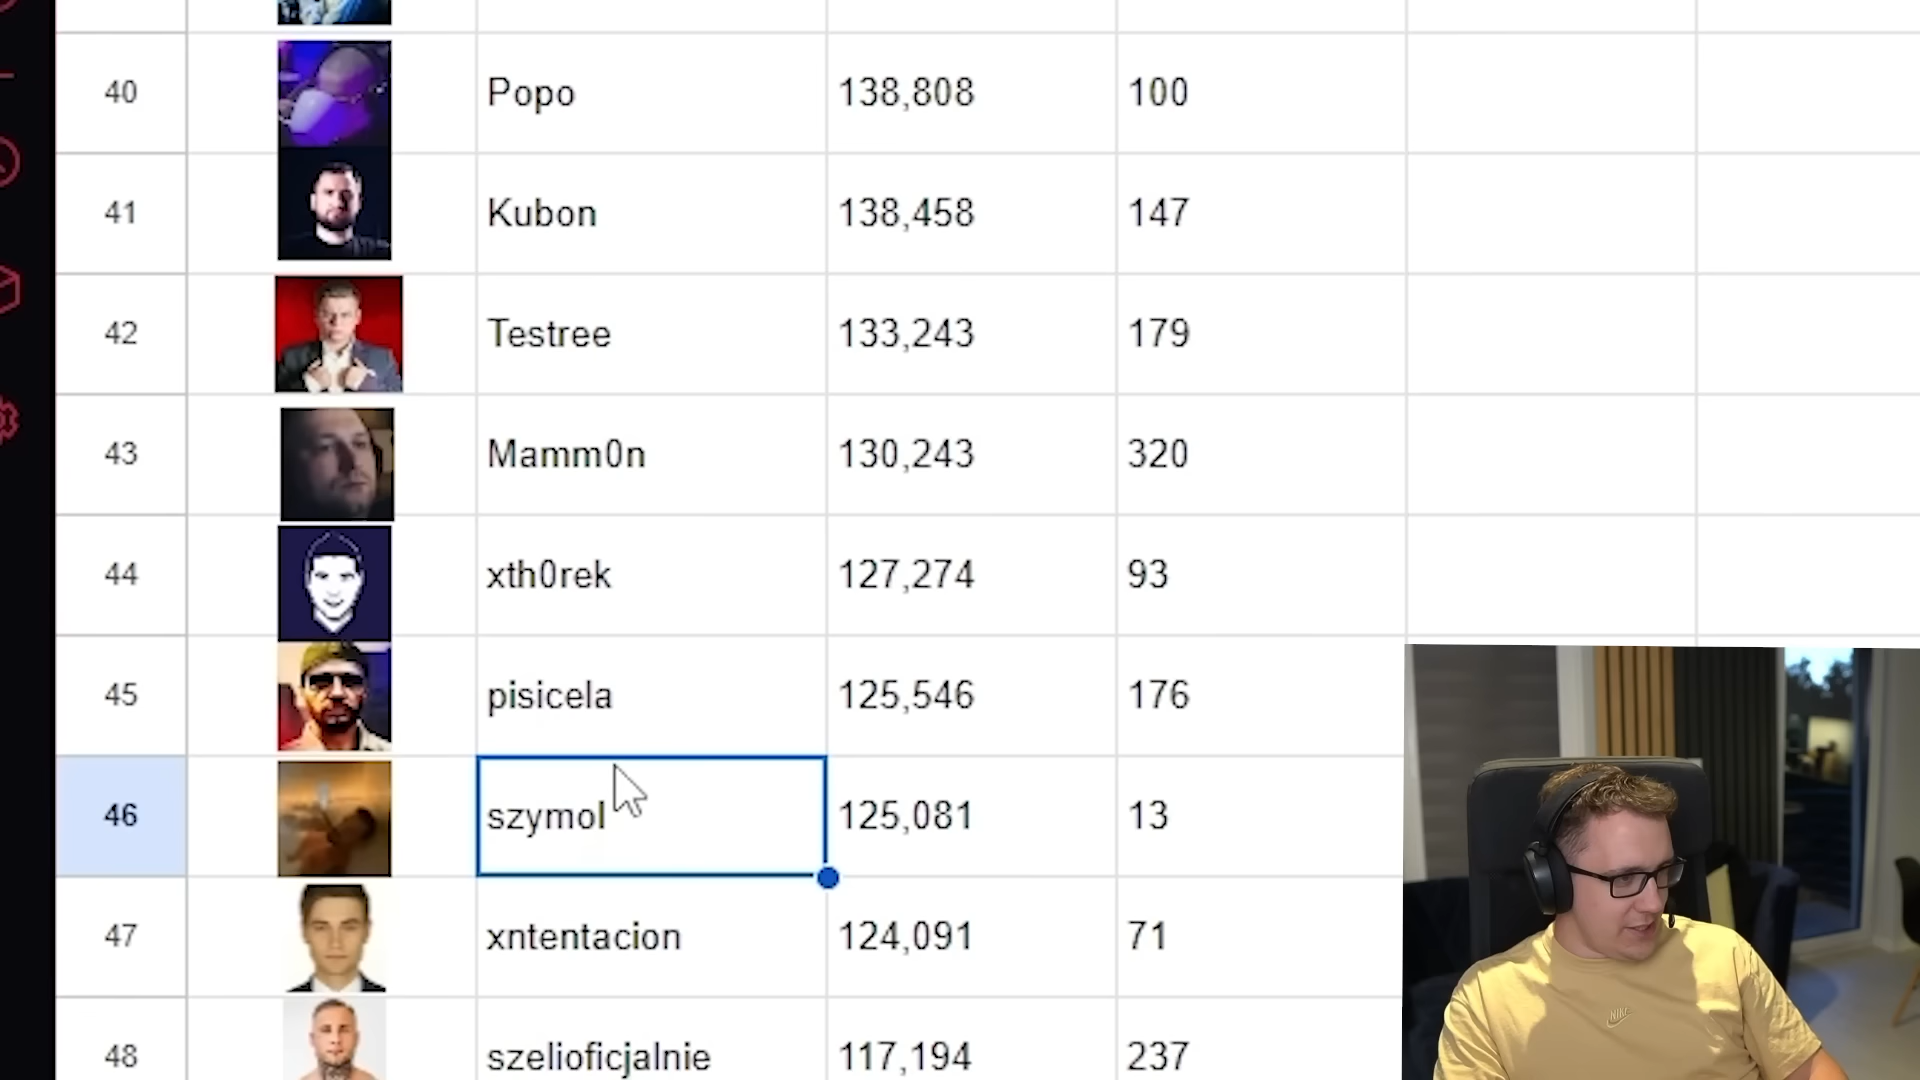 40 Popo 138,808 100
41 Kubon 138,458 147
42 Testree 133,243 179
43 Mamm0n 130,243 320
44 xth0rek 127,274 93
45 pisicela 125,546 176
46 szymol 125,081 13
47 xntentacion 124,091 71
48 szelioficjalnie 117,194 237
NIKE